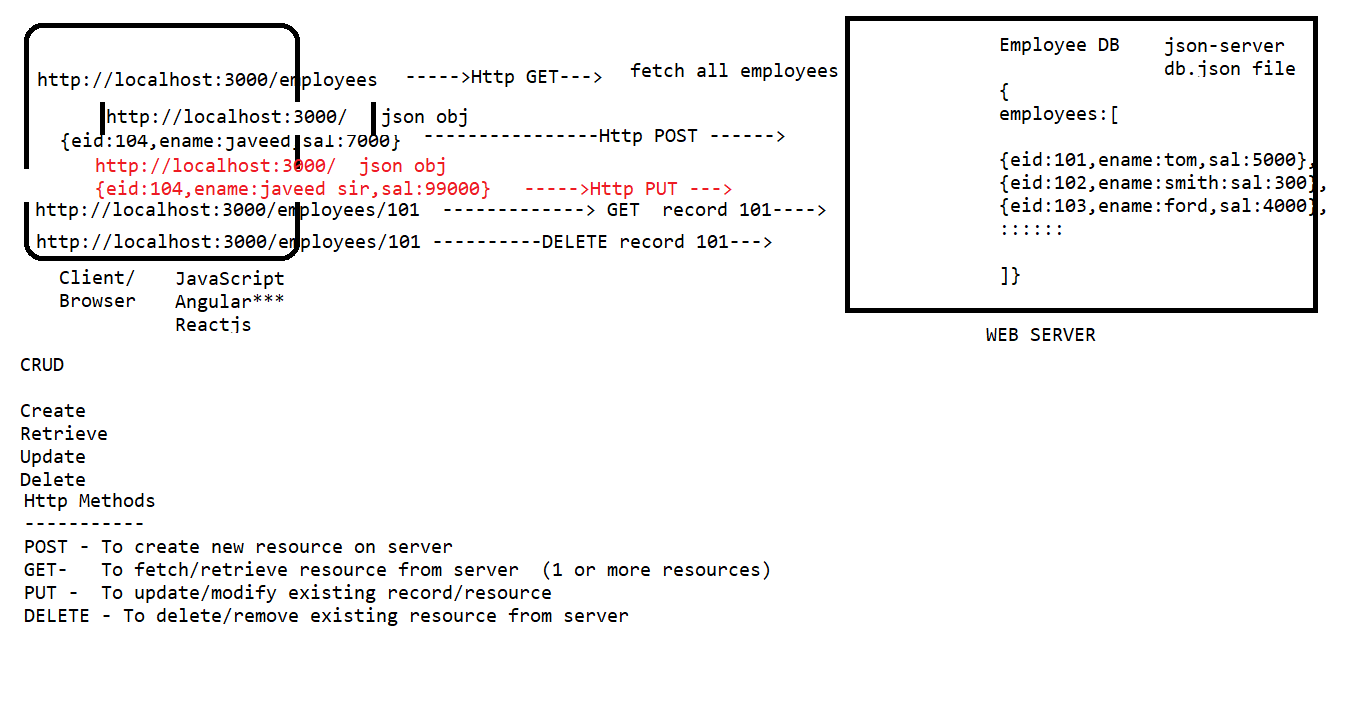 http://localhost:3000/employees ----->Http GET---> fetch all employees
http://localhost:3000/ json obj
{eid:104,ename:javeed,sal:7000} ----------------Http POST ------>
http://localhost:3000/ json obj
{eid:104,ename:javeed sir,sal:99000} ----->Http PUT --->
http://localhost:3000/employees/101 -------------> GET record 101---->
http://localhost:3000/employees/101 ----------DELETE record 101--->
Client/ JavaScript
Browser Angular***
Reactjs
Employee DB json-server
db.json file
{
employees:[
{eid:101,ename:tom,sal:5000},
{eid:102,ename:smith:sal:300},
{eid:103,ename:ford,sal:4000},
::::::
]}
WEB SERVER
CRUD
Create
Retrieve
Update
Delete
Http Methods
-----------
POST - To create new resource on server
GET- To fetch/retrieve resource from server (1 or more resources)
PUT - To update/modify existing record/resource
DELETE - To delete/remove existing resource from server